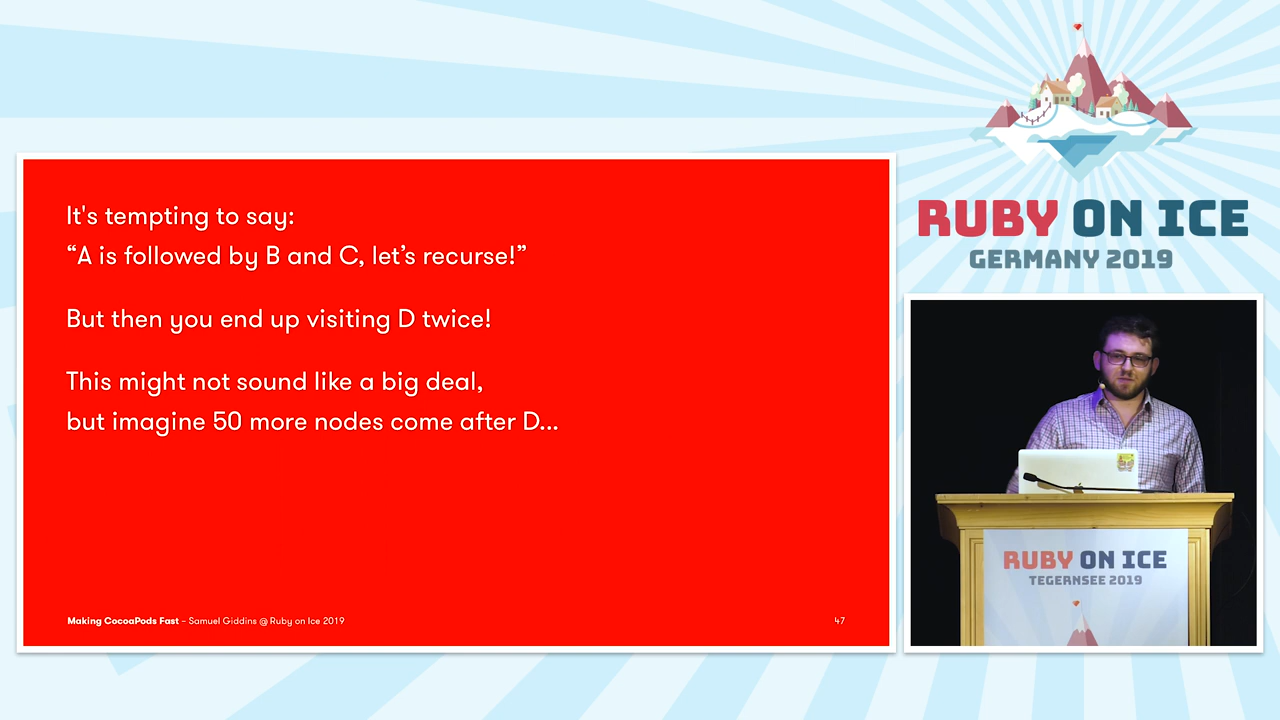 It's tempting to say:
“A is followed by B and C, let’s recurse!”
But then you end up visiting D twice!
This might not sound like a big deal,
but imagine 50 more nodes come after D...
Making CocoaPods Fast – Samuel Giddins @ Ruby on Ice 2019
47
RUBY ON ICE
GERMANY 2019
RUBY ON ICE
TEGERNSEE 2019